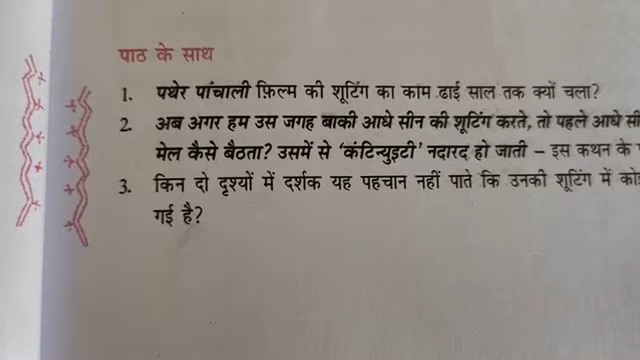 पाठ के साथ
1. पथेर पांचाली फ़िल्म की शूटिंग का काम ढाई साल तक क्यों चला?
2. अब अगर हम उस जगह बाकी आधे सीन की शूटिंग करते, तो पहले आधे
मेल कैसे बैठता? उसमें से 'कंटिन्युइटी' नदारद हो जाती – इस कथन के
3. किन दो दृश्यों में दर्शक यह पहचान नहीं पाते कि उनकी शूटिंग में
गई है?